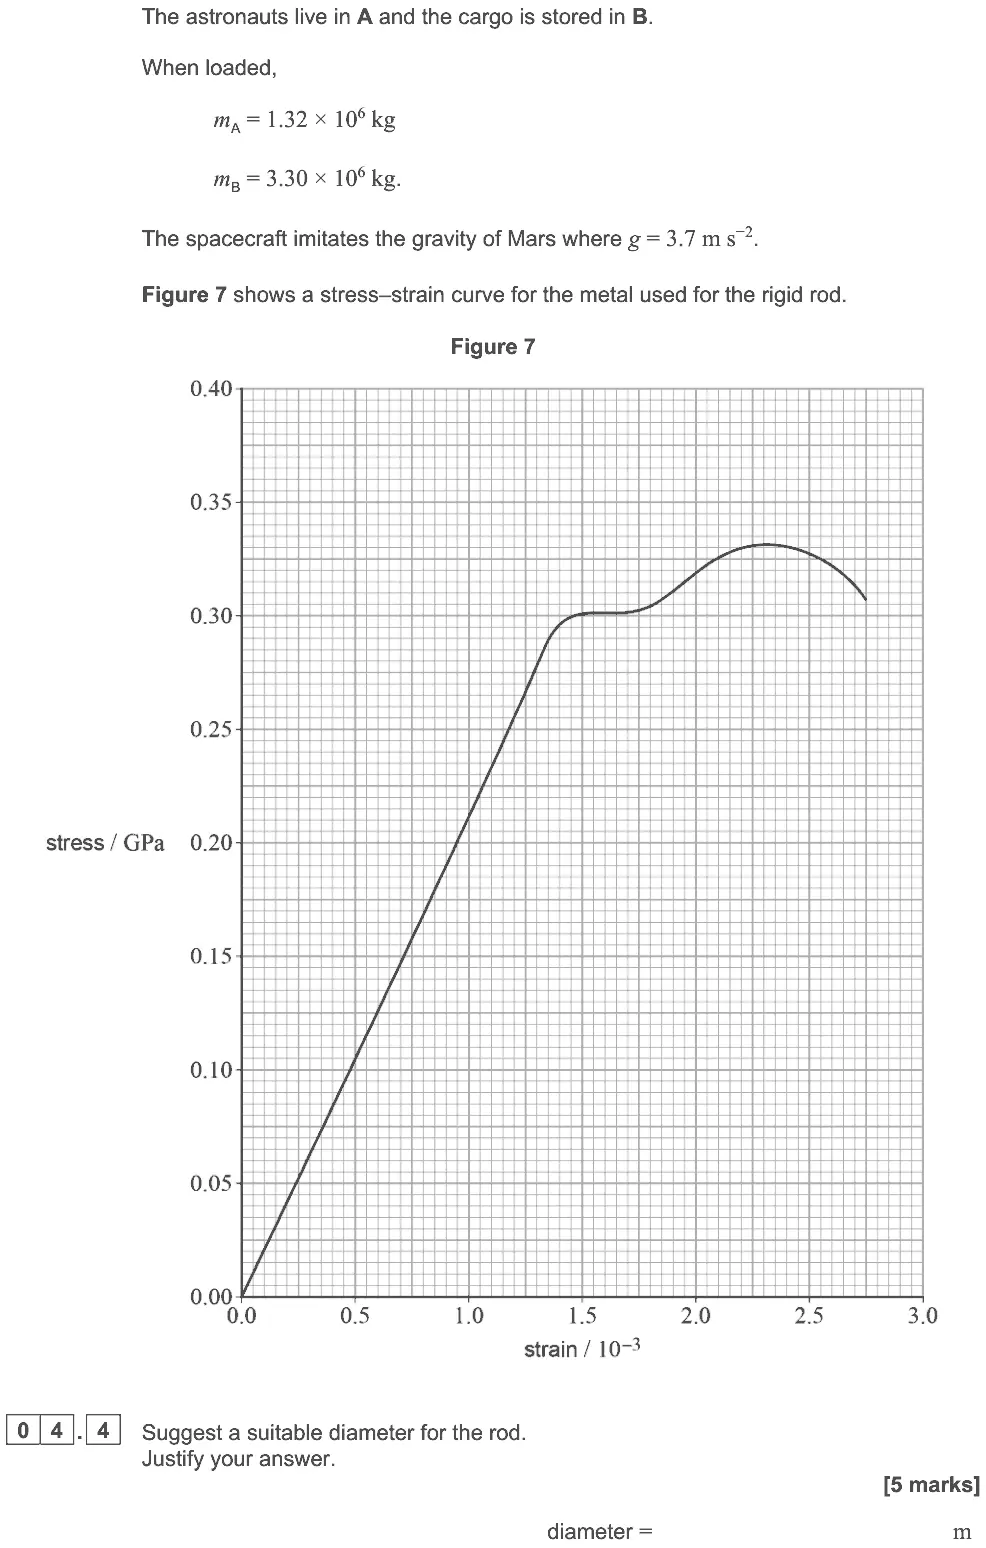 The astronauts live in A and the cargo is stored in B.
When loaded,
m_A = 1.32 × 10⁶ kg
m_B = 3.30 × 10⁶ kg.
The spacecraft imitates the gravity of Mars where g = 3.7 m s⁻².
Figure 7 shows a stress–strain curve for the metal used for the rigid rod.
Figure 7
0.40
0.35
0.30
0.25
stress / GPa 0.20
0.15
0.10
0.05
0.00
0.0 0.5 1.0 1.5 2.0 2.5 3.0
strain / 10⁻³
0 4 . 4 Suggest a suitable diameter for the rod.
Justify your answer.
[5 marks]
diameter = m